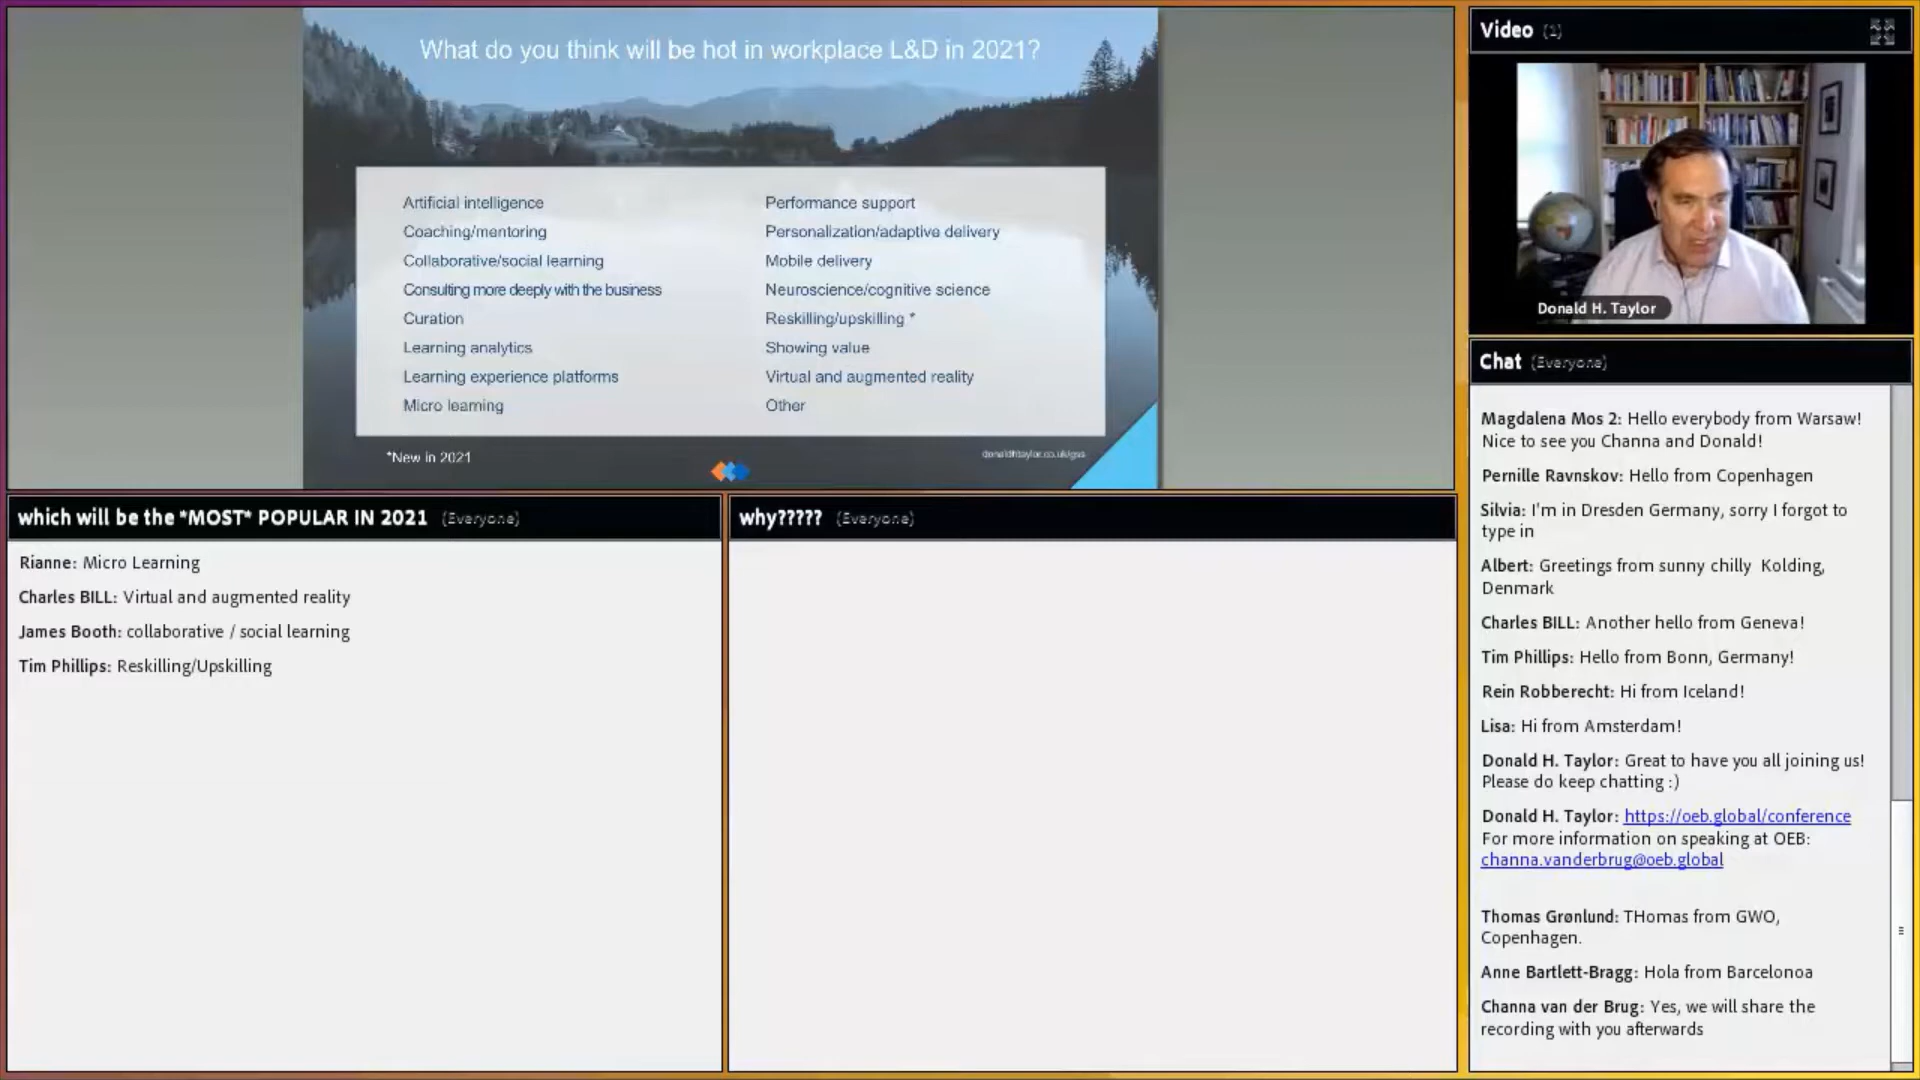 What do you think will be hot in workplace L&D in 2021?
Artificial intelligence
Coaching/mentoring
Collaborative/social learning
Consulting more deeply with the business
Curation
Learning analytics
Learning experience platforms
Micro learning
Performance support
Personalization/adaptive delivery
Mobile delivery
Neuroscience/cognitive science
Reskilling/upskilling *
Showing value
Virtual and augmented reality
Other
*New in 2021
donaldhtaylor.co.uk/gss
which will be the *MOST* POPULAR IN 2021 (Everyone)
Rianne: Micro Learning
Charles BILL: Virtual and augmented reality
James Booth: collaborative / social learning
Tim Phillips: Reskilling/Upskilling
why????? (Everyone)
Video (1)
Donald H. Taylor
Chat (Everyone)
Magdalena Mos 2: Hello everybody from Warsaw!
Nice to see you Channa and Donald!
Pernille Ravnskov: Hello from Copenhagen
Silvia: I'm in Dresden Germany, sorry I forgot to
type in
Albert: Greetings from sunny chilly Kolding,
Denmark
Charles BILL: Another hello from Geneva!
Tim Phillips: Hello from Bonn, Germany!
Rein Robberecht: Hi from Iceland!
Lisa: Hi from Amsterdam!
Donald H. Taylor: Great to have you all joining us!
Please do keep chatting :)
Donald H. Taylor: https://oeb.global/conference
For more information on speaking at OEB:
channa.vanderbrug@oeb.global
Thomas Grønlund: THomas from GWO,
Copenhagen.
Anne Bartlett-Bragg: Hola from Barcelonoa
Channa van der Brug: Yes, we will share the
recording with you afterwards